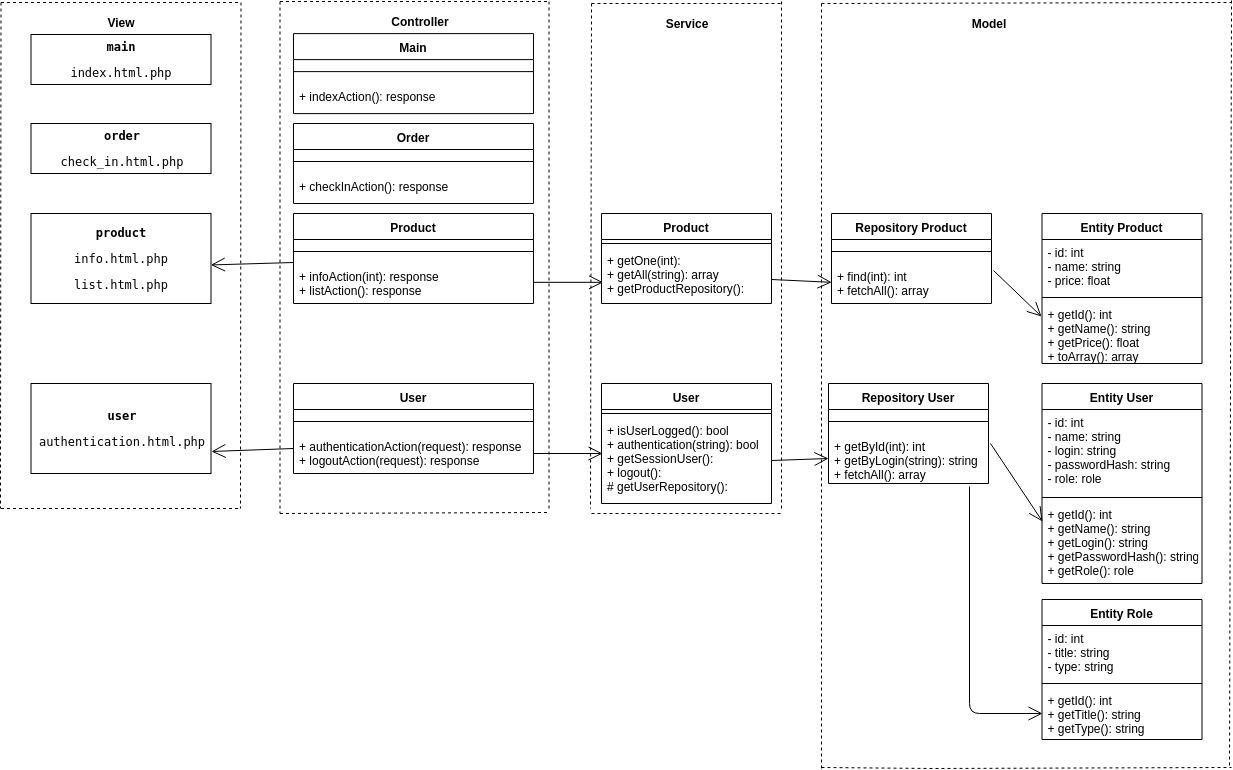 View
main
index.html.php
order
check_in.html.php
product
info.html.php
list.html.php
user
authentication.html.php
Controller
Main
+ indexAction(): response
Order
+ checkInAction(): response
Product
+ infoAction(int): response
+ listAction(): response
User
+ authenticationAction(request): response
+ logoutAction(request): response
Service
Product
+ getOne(int):
+ getAll(string): array
+ getProductRepository():
User
+ isUserLogged(): bool
+ authentication(string): bool
+ getSessionUser():
+ logout():
# getUserRepository():
Model
Repository Product
+ find(int): int
+ fetchAll(): array
Entity Product
- id: int
- name: string
- price: float
+ getId(): int
+ getName(): string
+ getPrice(): float
+ toArray(): array
Repository User
+ getById(int): int
+ getByLogin(string): string
+ fetchAll(): array
Entity User
- id: int
- name: string
- login: string
- passwordHash: string
- role: role
+ getId(): int
+ getName(): string
+ getLogin(): string
+ getPasswordHash(): string
+ getRole(): role
Entity Role
- id: int
- title: string
- type: string
+ getId(): int
+ getTitle(): string
+ getType(): string